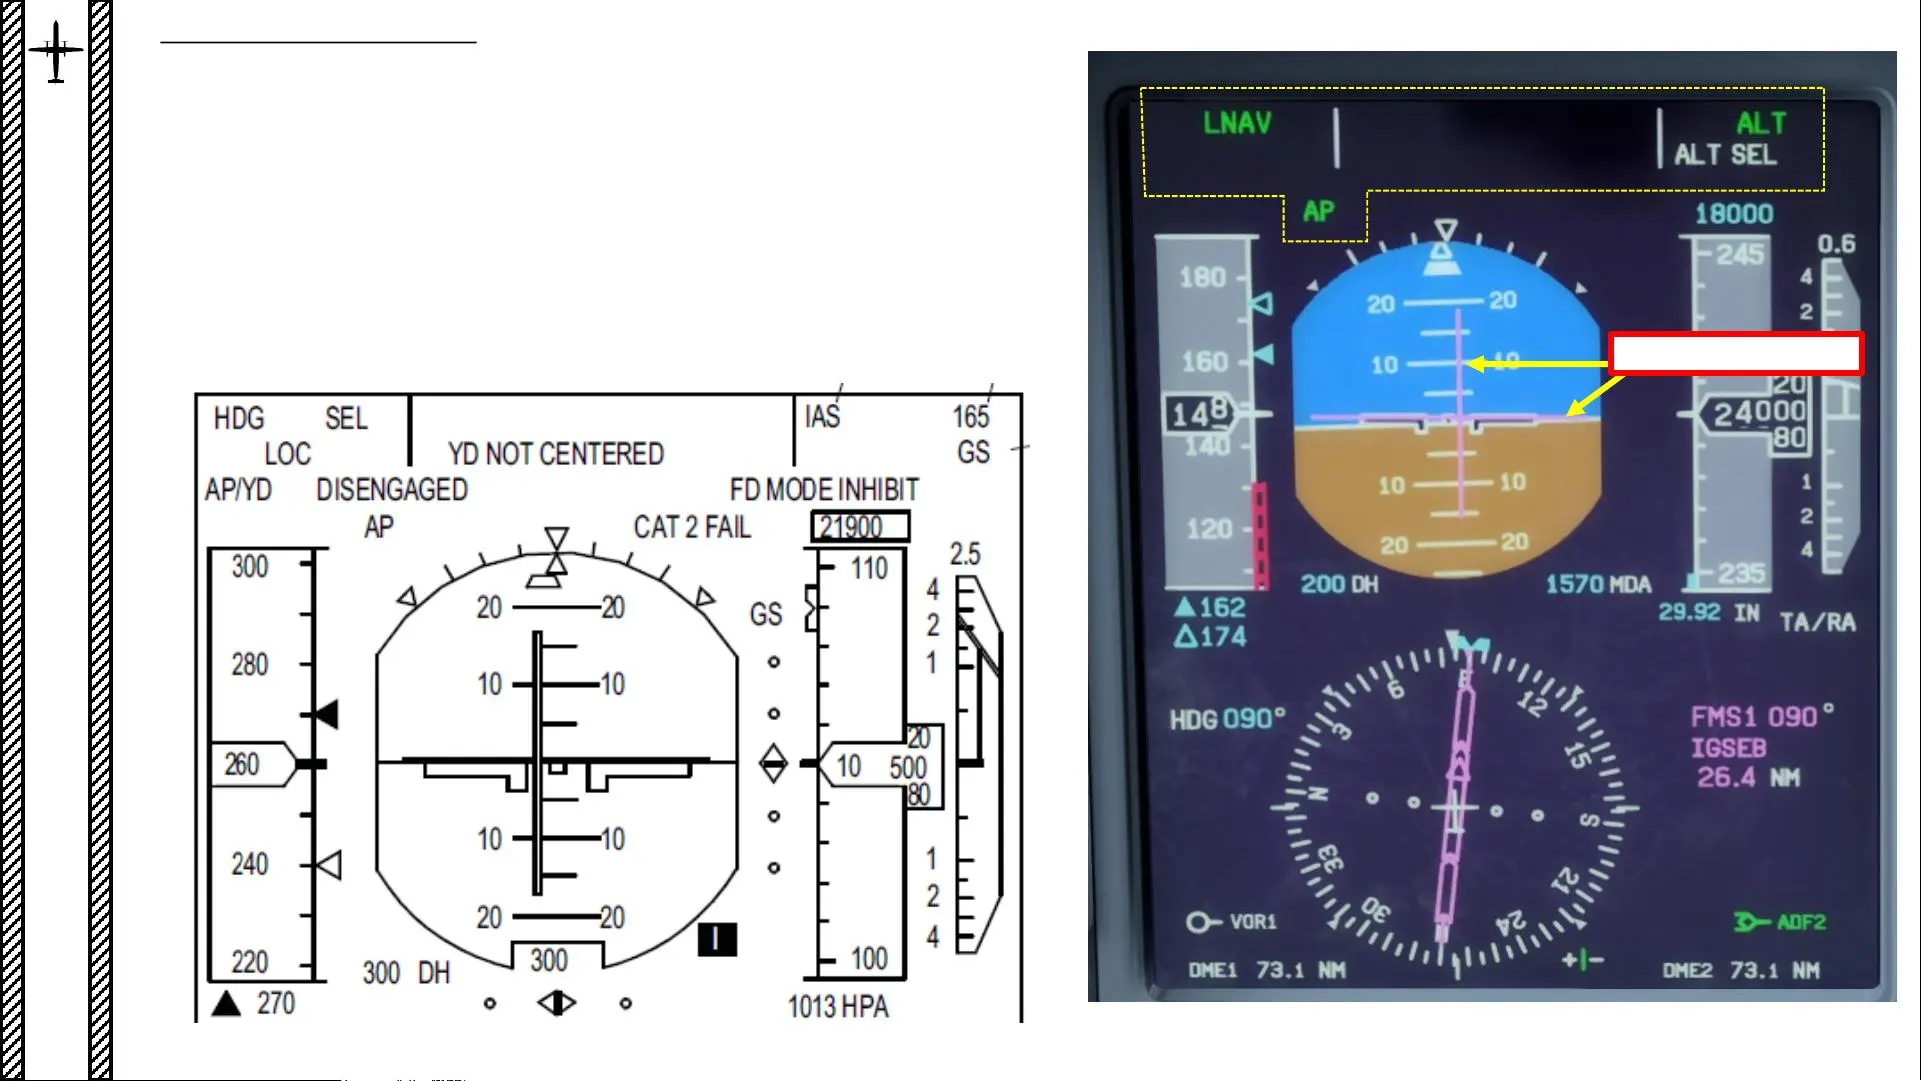 HDG SEL
IAS 165
LOC
YD NOT CENTERED
GS
AP/YD DISENGAGED
FD MODE INHIBIT
AP
CAT 2 FAIL
21900
300
280
260
240
220
270
20 20
10 10
10 10
20 20
300
300 DH
GS
110
20
10 500
80
100
1013 HPA
2.5
4
2
1
1
2
4
I
LNAV
ALT
ALT SEL
AP
18000
180
160
148
140
120
162
174
20 20
10 10
10 10
20 20
200 DH
1570 MDA
245
20
24000
80
235
29.92 IN
0.6
4
2
1
2
4
TA/RA
HDG 090°
FMS1 090°
IGSEB
26.4 NM
N
3
6
E
12
15
S
21
24
30
33
VOR1
ADF2
+ -
DME1 73.1 NM
DME2 73.1 NM